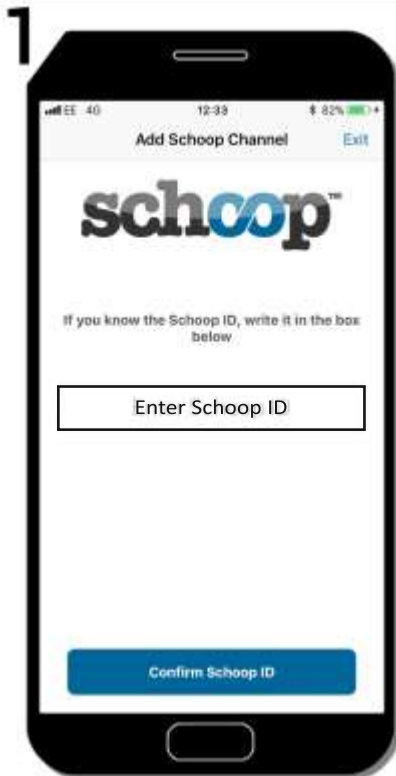 1
EE 4G 12:33 82%
Add Schoop Channel Exit
schoop™
If you know the Schoop ID, write it in the box
below
Enter Schoop ID
Confirm Schoop ID